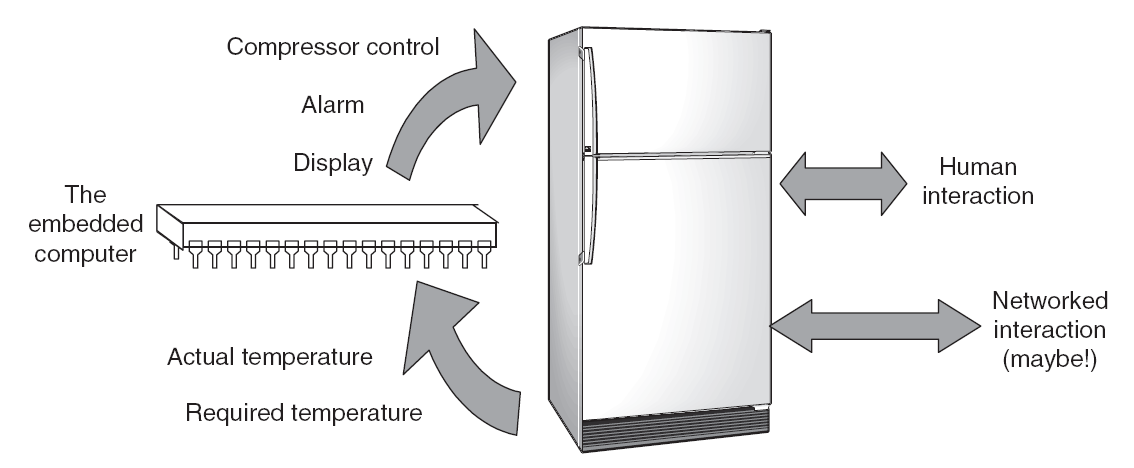 Compressor control
Alarm
Display
The
embedded
computer
Actual temperature
Required temperature
Human
interaction
Networked
interaction
(maybe!)